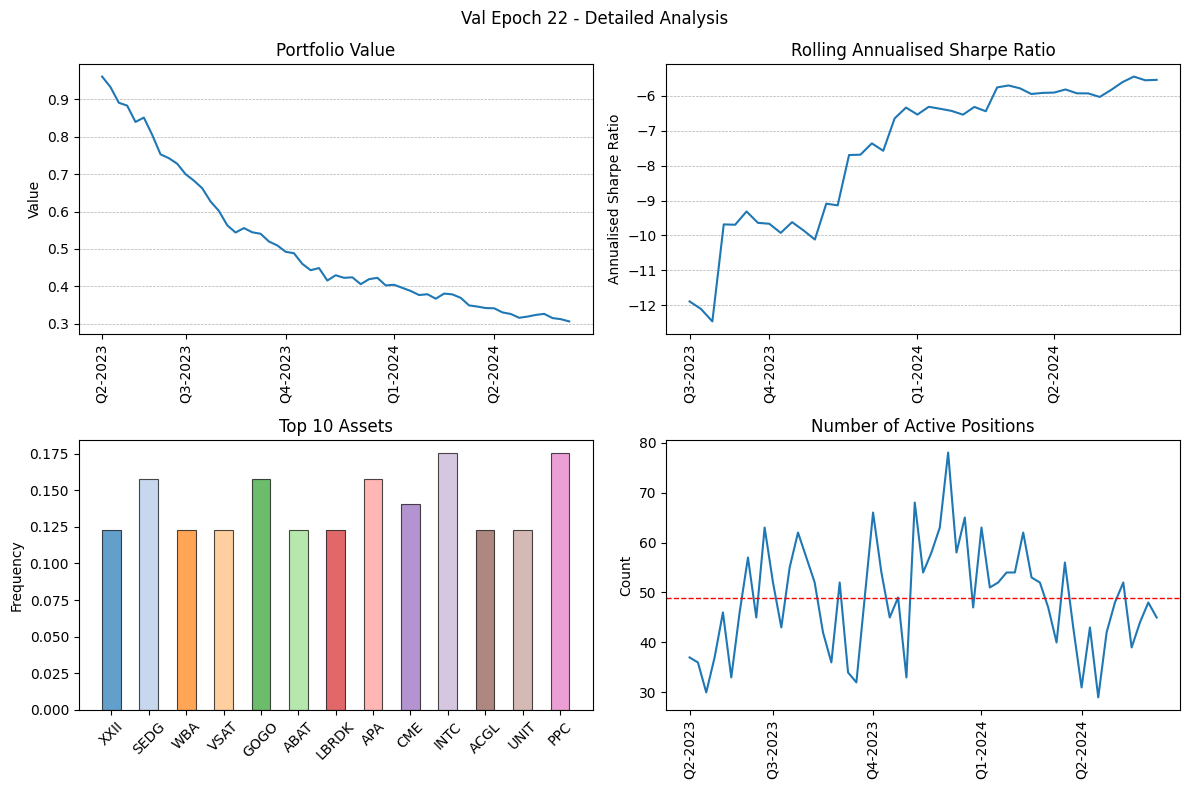 Val Epoch 22 - Detailed Analysis
Portfolio Value
Value
0.9
0.8
0.7
0.6
0.5
0.4
0.3
Q2-2023
Q3-2023
Q4-2023
Q1-2024
Q2-2024
Rolling Annualised Sharpe Ratio
Annualised Sharpe Ratio
−6
−7
−8
−9
−10
−11
−12
Q3-2023
Q4-2023
Q1-2024
Q2-2024
Top 10 Assets
Frequency
0.175
0.150
0.125
0.100
0.075
0.050
0.025
0.000
XXII
SEDG
WBA
VSAT
GOGO
ABAT
LBRDK
APA
CME
INTC
ACGL
UNIT
PPC
Number of Active Positions
Count
80
70
60
50
40
30
Q2-2023
Q3-2023
Q4-2023
Q1-2024
Q2-2024